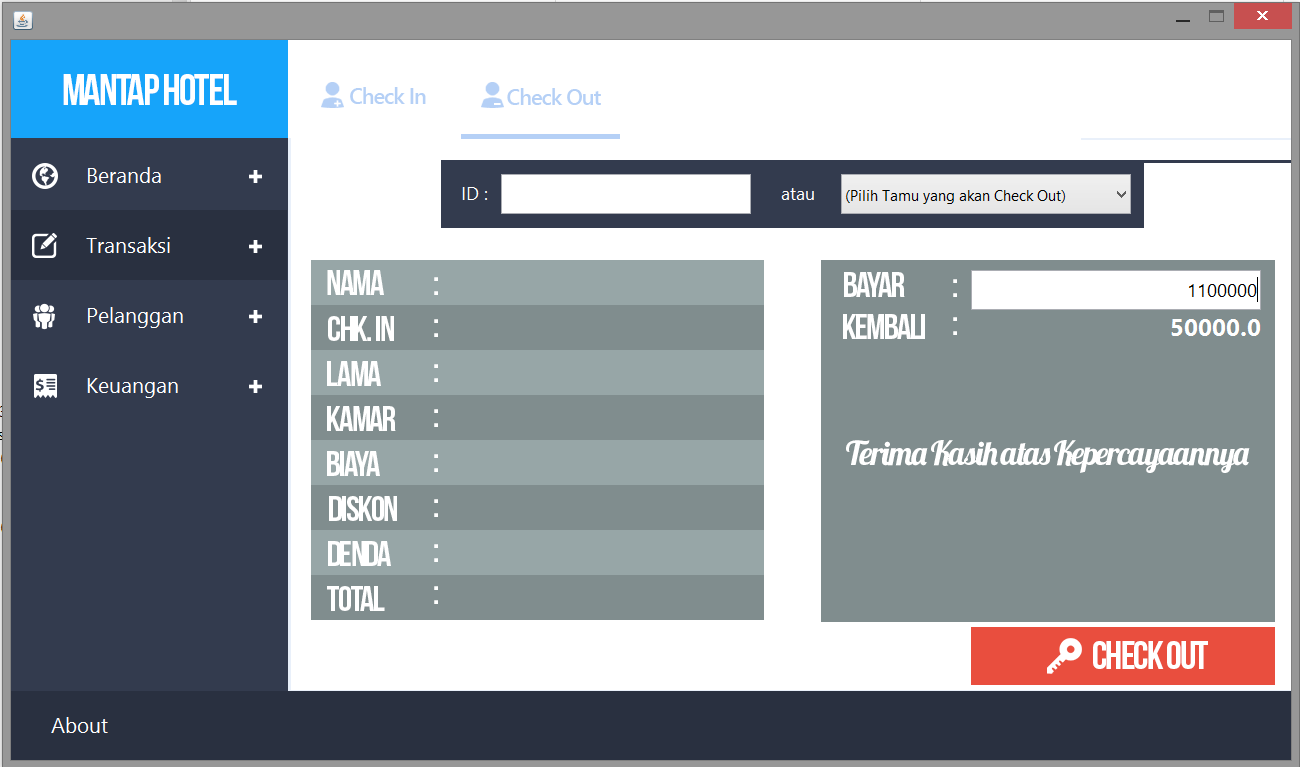 MANTAP HOTEL
Check In
Check Out
Beranda
Transaksi
Pelanggan
Keuangan
ID :
atau
(Pilih Tamu yang akan Check Out)
NAMA :
CHK. IN :
LAMA :
KAMAR :
BIAYA :
DISKON :
DENDA :
TOTAL :
BAYAR : 1100000
KEMBALI : 50000.0
Terima Kasih atas Kepercayaannya
CHECK OUT
About